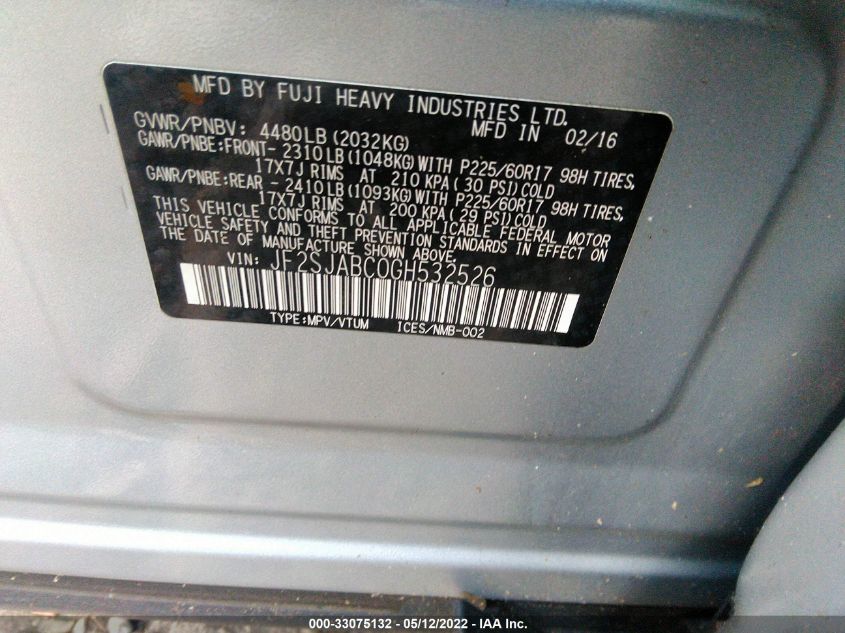 MFD BY FUJI HEAVY INDUSTRIES LTD.
MFD IN 02/16
GVWR/PNBV: 4480LB(2032KG)
GAWR/PNBE:FRONT- 2310LB(1048KG)WITH P225/60R17 98H TIRES,
17X7J RIMS AT 210 KPA( 30 PSI)COLD
GAWR/PNBE:REAR - 2410LB(1093KG)WITH P225/60R17 98H TIRES,
17X7J RIMS AT 200 KPA( 29 PSI)COLD
THIS VEHICLE CONFORMS TO ALL APPLICABLE FEDERAL MOTOR
VEHICLE SAFETY AND THEFT PREVENTION STANDARDS IN EFFECT ON
THE DATE OF MANUFACTURE SHOWN ABOVE.
VIN: JF2SJABC0GH532526
TYPE:MPV/VTUM ICES/NMB-002
000-33075132 - 05/12/2022 - IAA Inc.